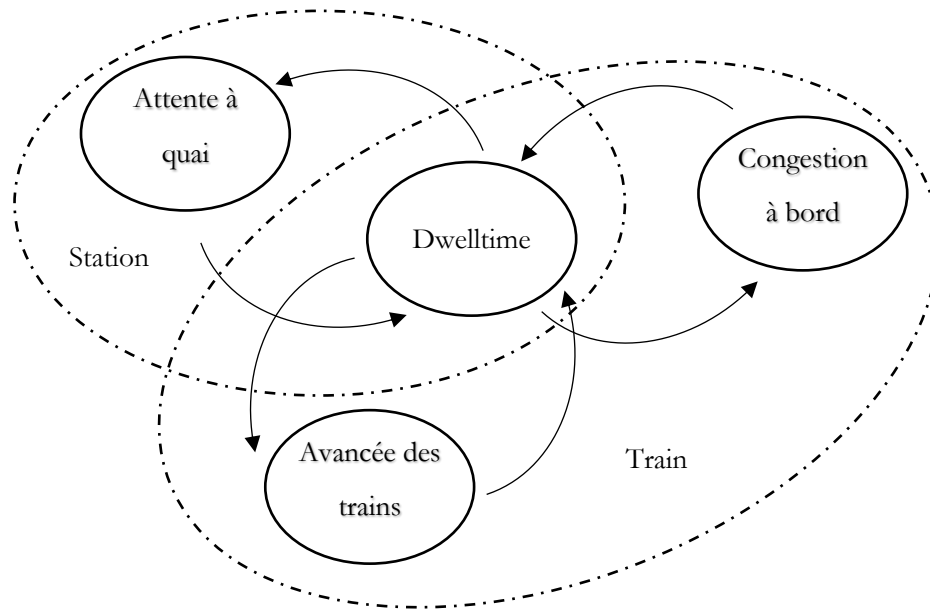 Attente à
quai
Congestion
à bord
Dwelltime
Station
Avancée des
trains
Train